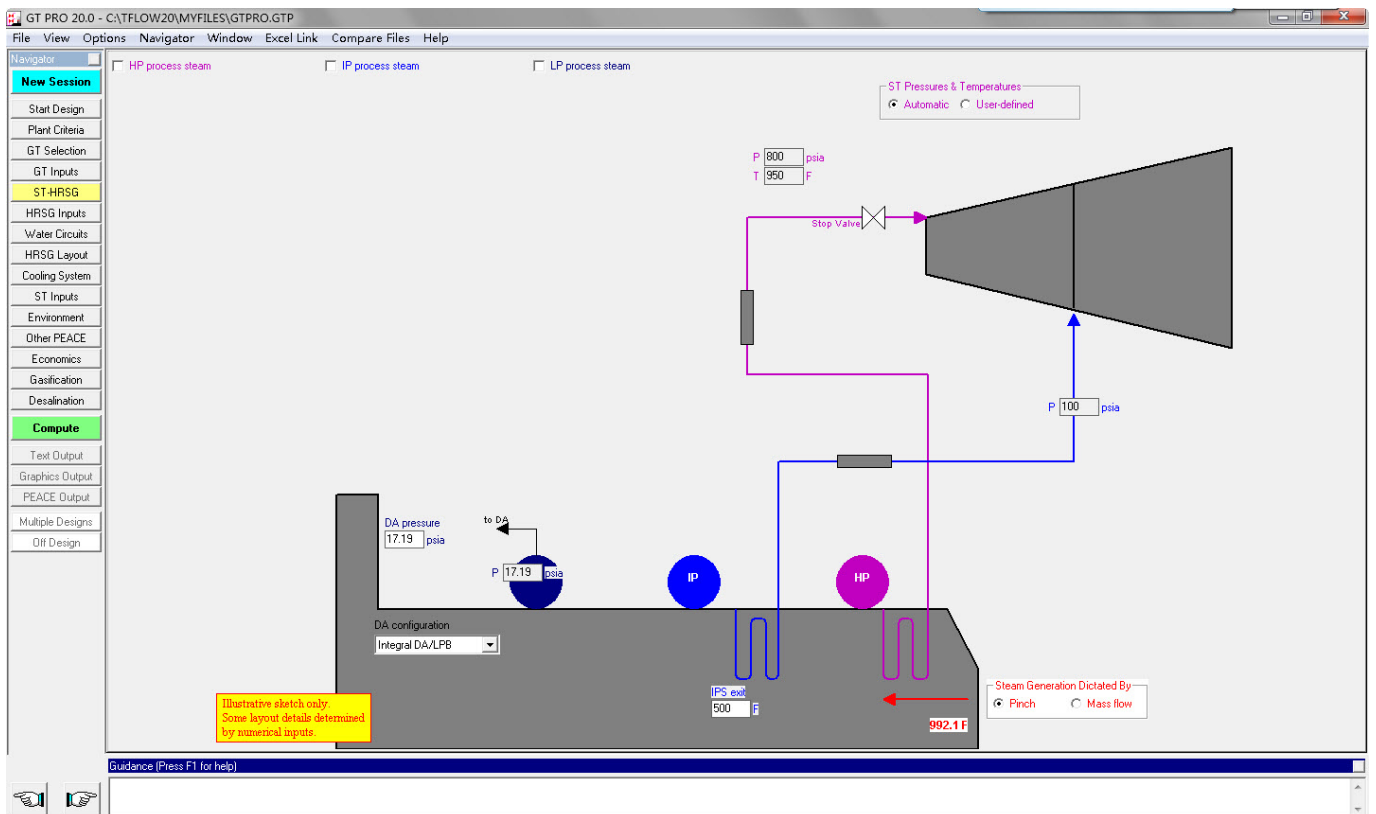 GT PRO 20.0 - C:\TFLOW20\MYFILES\GTPRO.GTP
File View Options Navigator Window Excel Link Compare Files Help
Navigator
New Session
Start Design
Plant Criteria
GT Selection
GT Inputs
ST-HRSG
HRSG Inputs
Water Circuits
HRSG Layout
Cooling System
ST Inputs
Environment
Other PEACE
Economics
Gasification
Desalination
Compute
Text Output
Graphics Output
PEACE Output
Multiple Designs
Off Design
HP process steam
IP process steam
LP process steam
ST Pressures & Temperatures
Automatic User-defined
P 800 psia
T 950 F
Stop Valve
P 100 psia
DA pressure
17.19 psia
to DA
P 17.19 psia
IP
HP
DA configuration
Integral DA/LPB
IPS exit
500 F
Steam Generation Dictated By
Pinch Mass flow
992.1 F
Illustrative sketch only.
Some layout details determined
by numerical inputs.
Guidance (Press F1 for help)